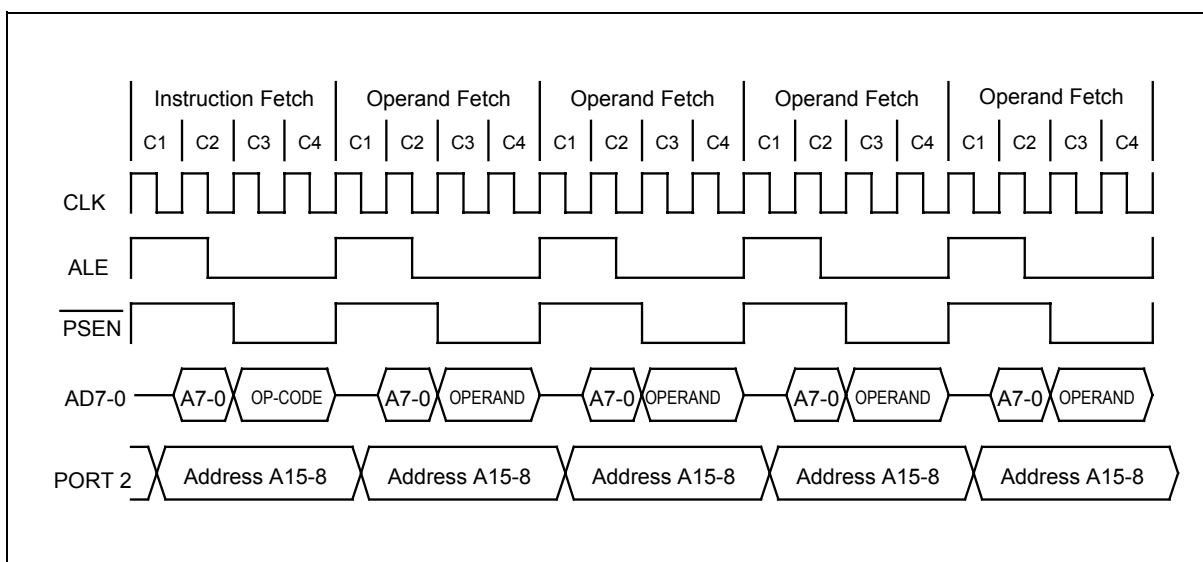 Instruction Fetch Operand Fetch Operand Fetch Operand Fetch Operand Fetch
C1 C2 C3 C4 C1 C2 C3 C4 C1 C2 C3 C4 C1 C2 C3 C4 C1 C2 C3 C4
CLK
ALE
PSEN
AD7-0 A7-0 OP-CODE A7-0 OPERAND A7-0 OPERAND A7-0 OPERAND A7-0 OPERAND
PORT 2 Address A15-8 Address A15-8 Address A15-8 Address A15-8 Address A15-8